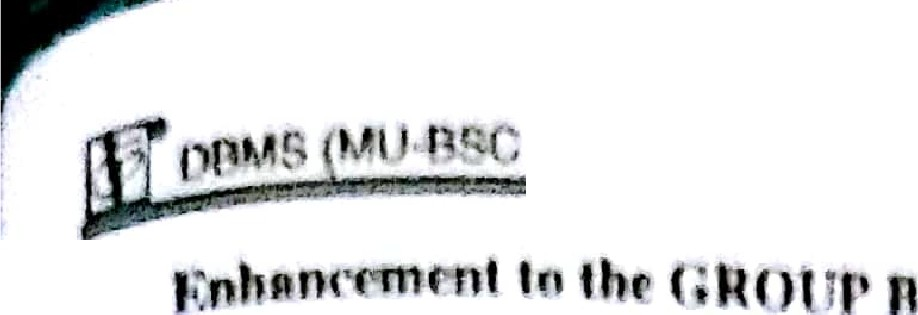 DBMS (MU-BSC
Enhancement to the GROUP B